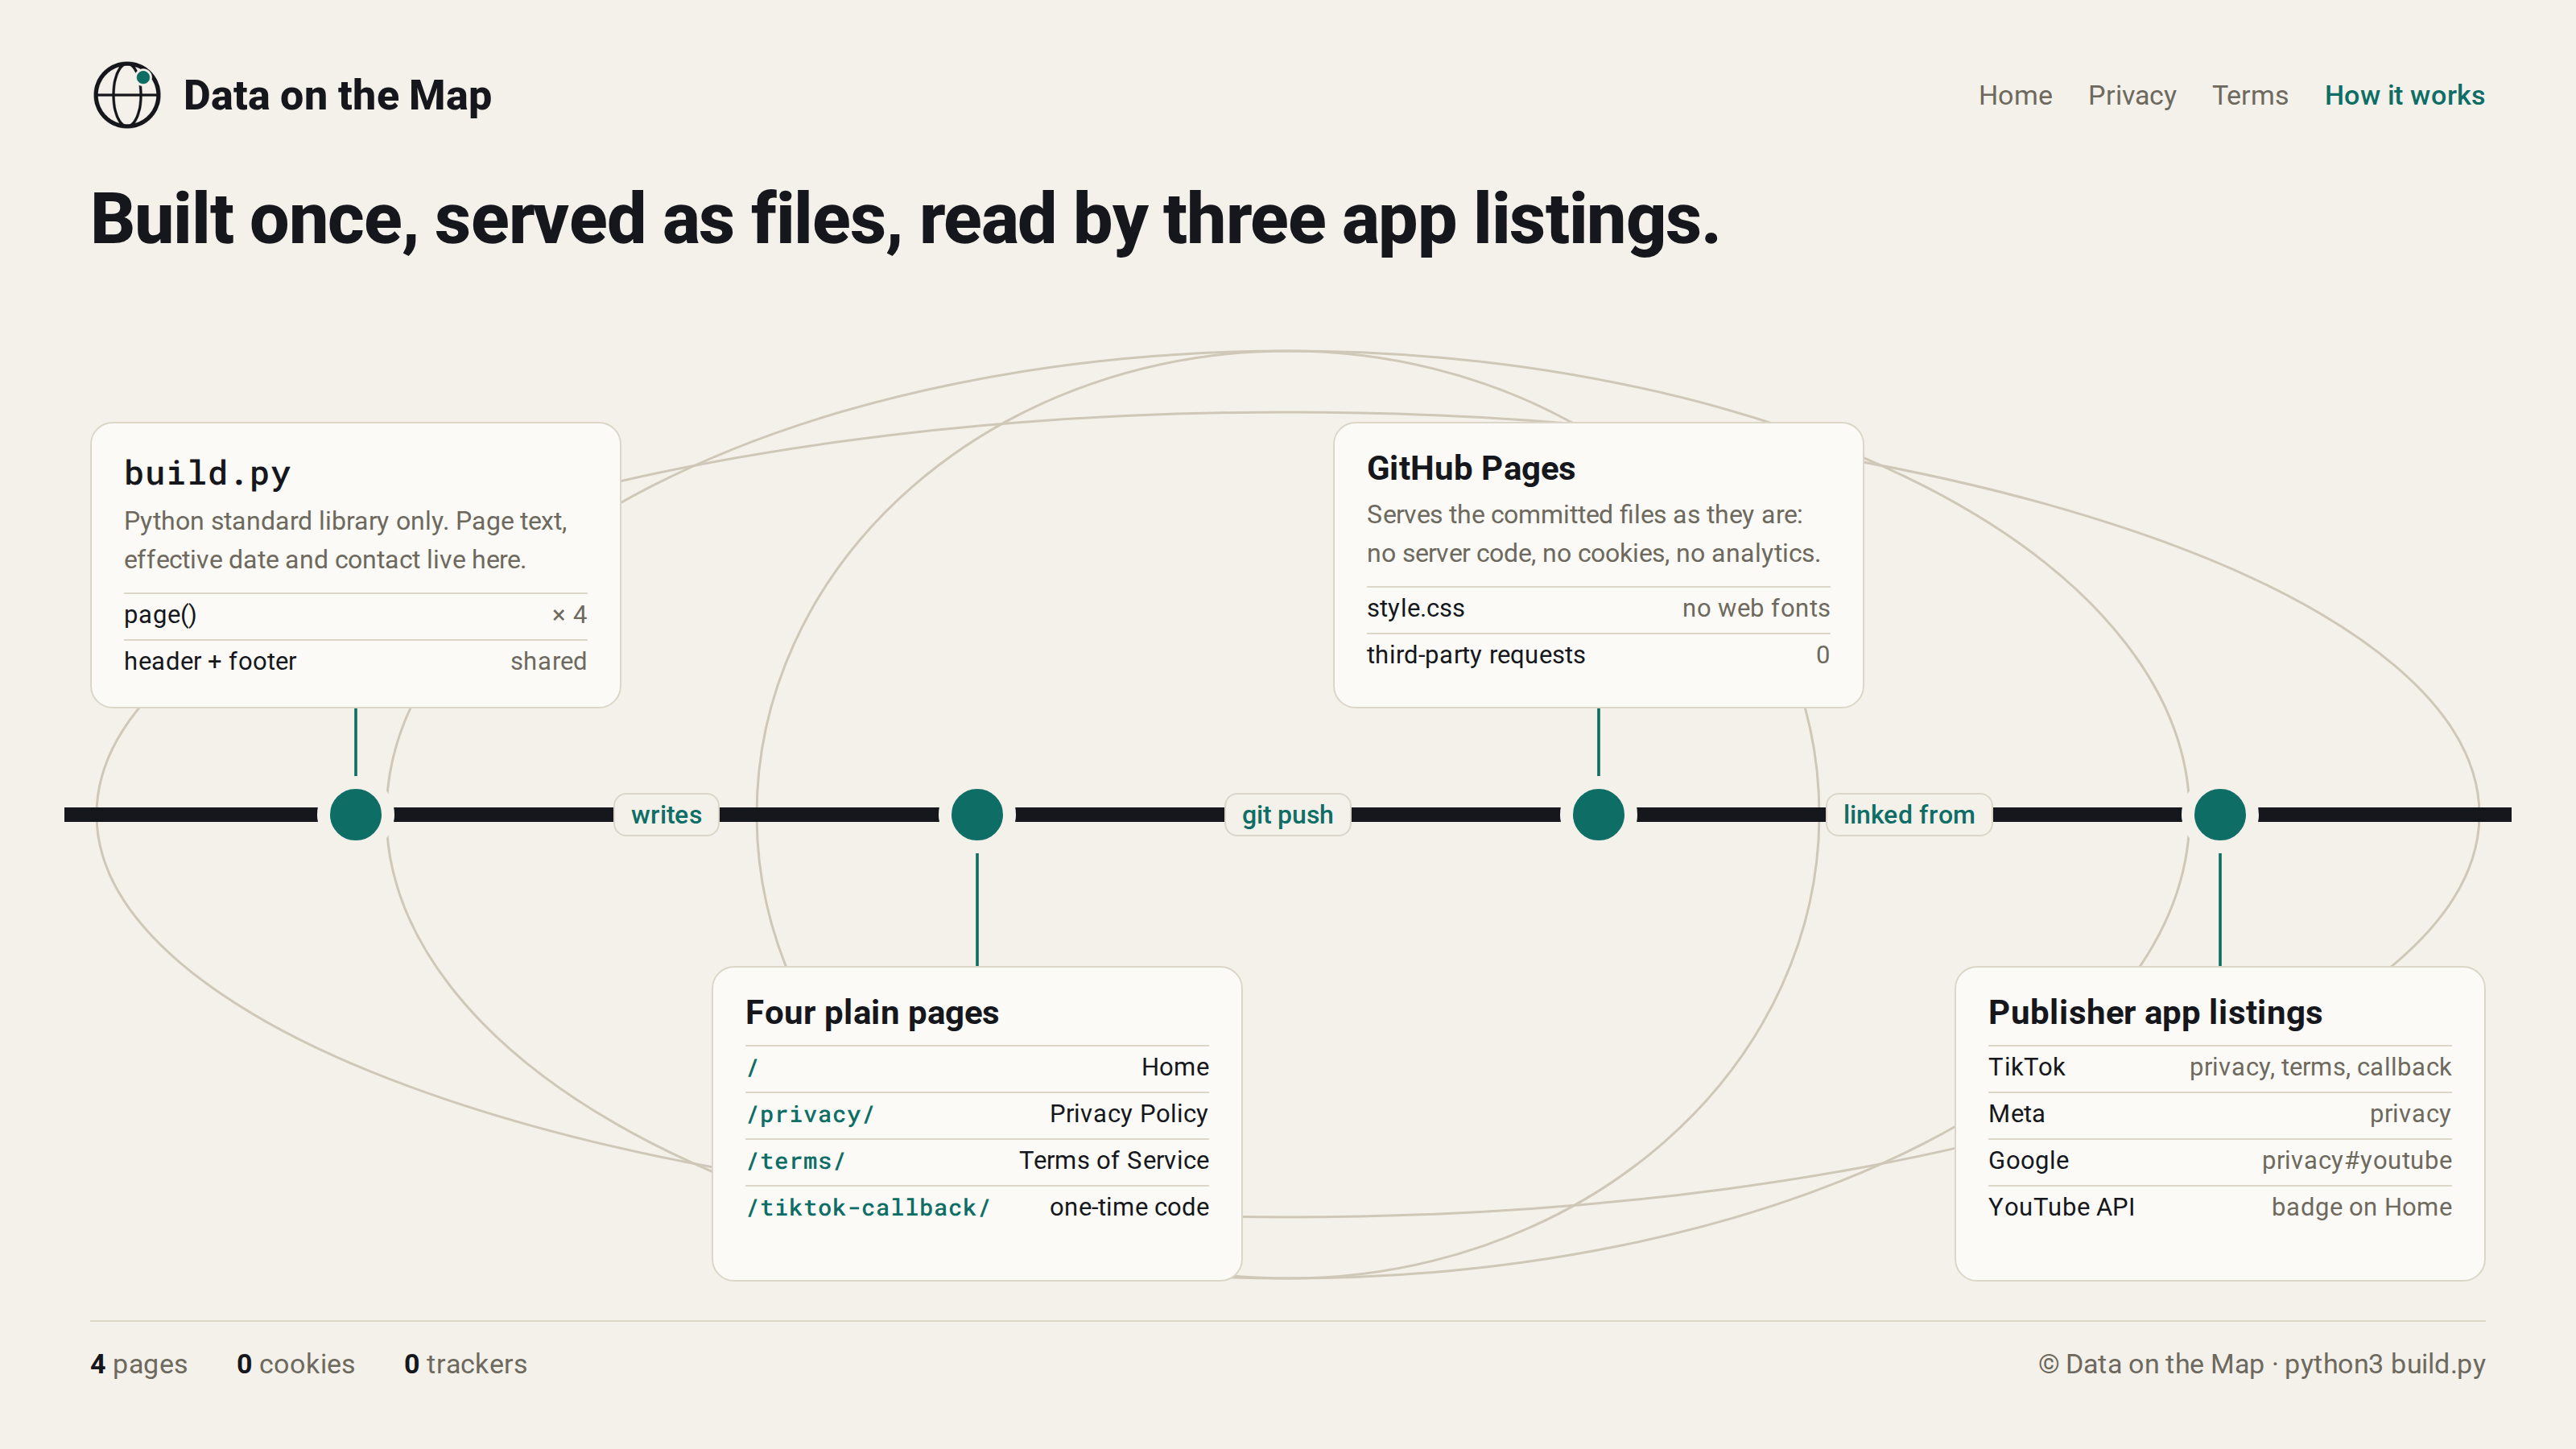 Data on the Map
Home Privacy Terms How it works
Built once, served as files, read by three app listings.
build.py
Python standard library only. Page text,
effective date and contact live here.
page() × 4
header + footer shared
GitHub Pages
Serves the committed files as they are:
no server code, no cookies, no analytics.
style.css no web fonts
third-party requests 0
writes
git push
linked from
Four plain pages
/ Home
/privacy/ Privacy Policy
/terms/ Terms of Service
/tiktok-callback/ one-time code
Publisher app listings
TikTok privacy, terms, callback
Meta privacy
Google privacy#youtube
YouTube API badge on Home
4 pages 0 cookies 0 trackers
© Data on the Map · python3 build.py